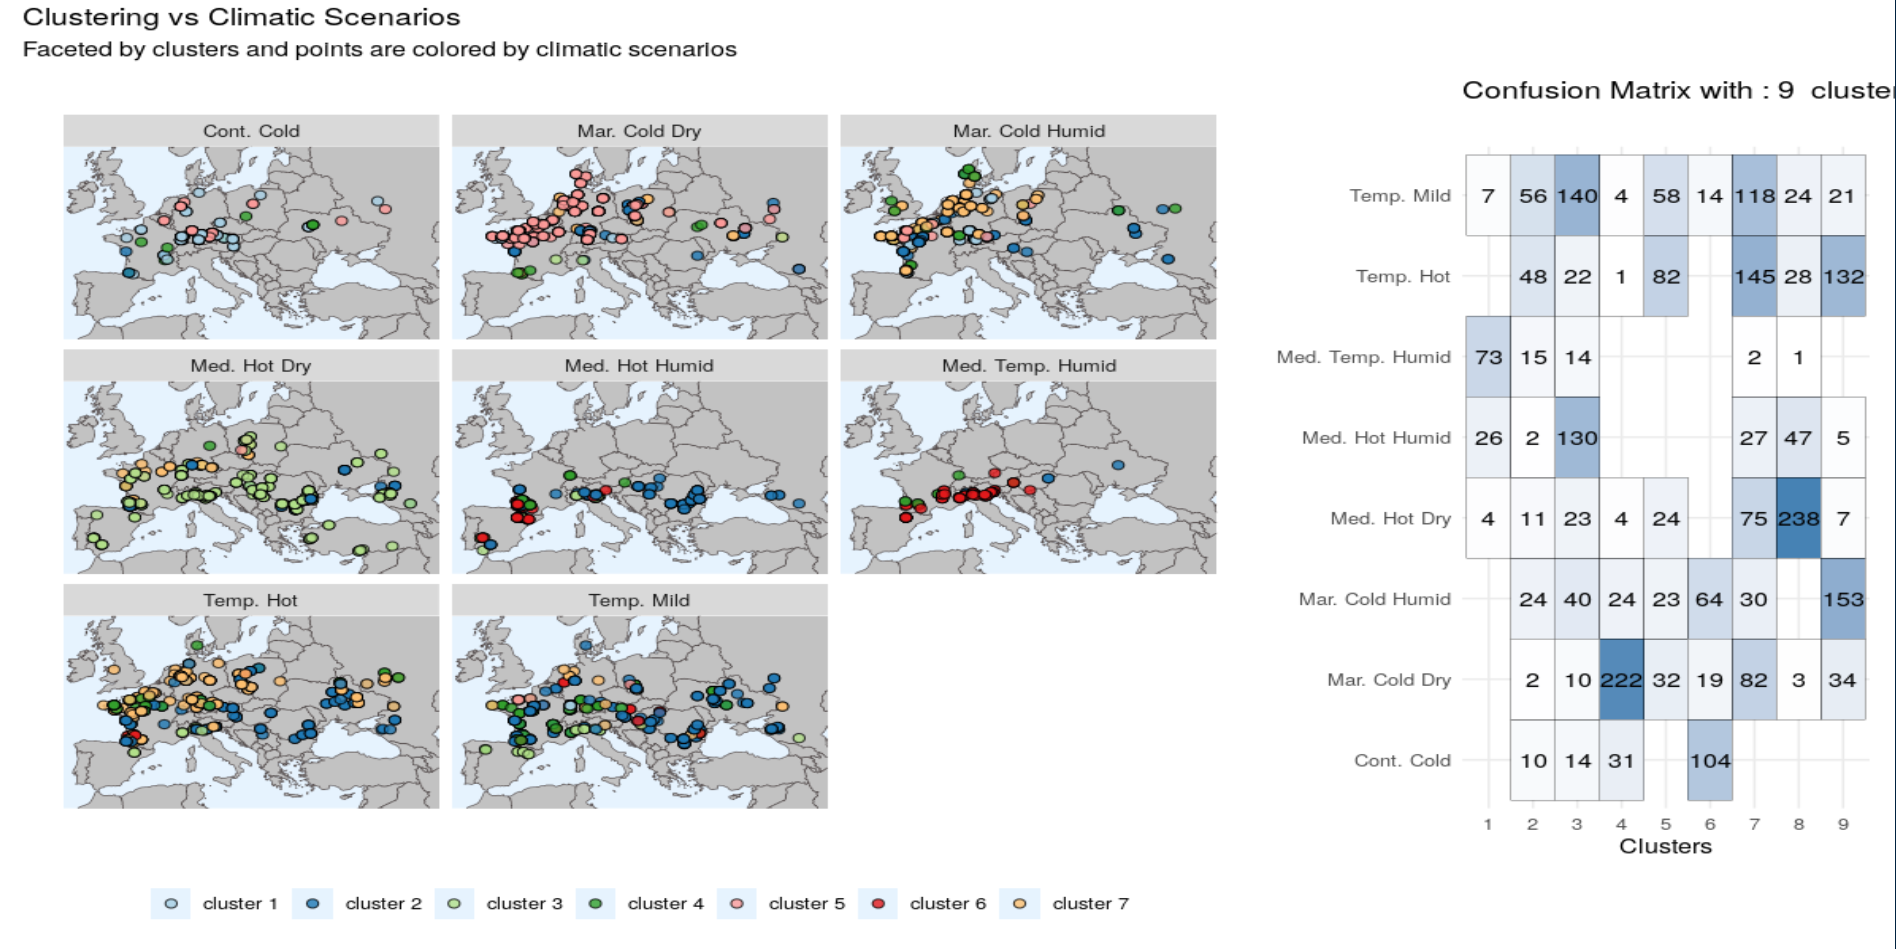 Clustering vs Climatic Scenarios
Faceted by clusters and points are colored by climatic scenarios
Cont. Cold
Mar. Cold Dry
Mar. Cold Humid
Med. Hot Dry
Med. Hot Humid
Med. Temp. Humid
Temp. Hot
Temp. Mild
cluster 1
cluster 2
cluster 3
cluster 4
cluster 5
cluster 6
cluster 7
Confusion Matrix with : 9 cluster
Temp. Mild 7 56 140 4 58 14 118 24 21
Temp. Hot 48 22 1 82 145 28 132
Med. Temp. Humid 73 15 14 2 1
Med. Hot Humid 26 2 130 27 47 5
Med. Hot Dry 4 11 23 4 24 75 238 7
Mar. Cold Humid 24 40 24 23 64 30 153
Mar. Cold Dry 2 10 222 32 19 82 3 34
Cont. Cold 10 14 31 104
1 2 3 4 5 6 7 8 9
Clusters